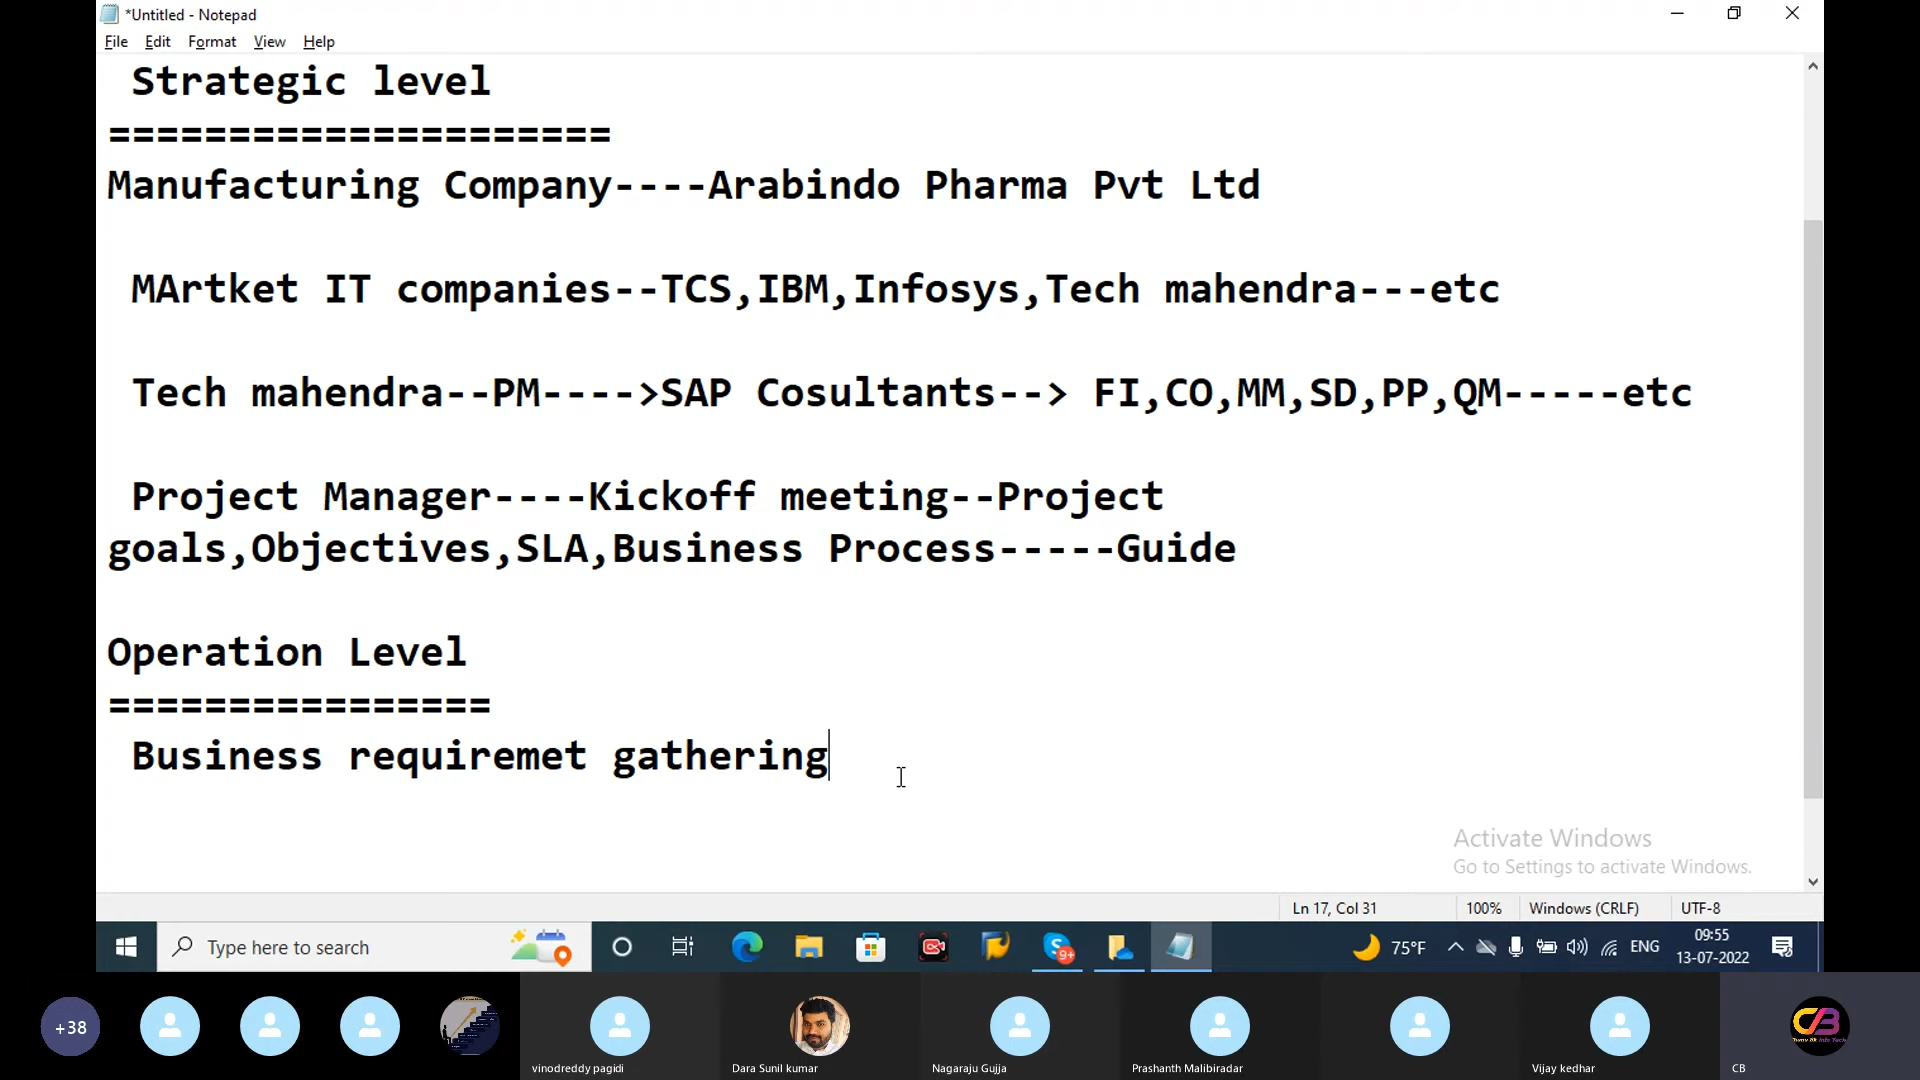 *Untitled - Notepad
File Edit Format View Help
Strategic level
=====================
Manufacturing Company----Arabindo Pharma Pvt Ltd
MArtket IT companies--TCS,IBM,Infosys,Tech mahendra---etc
Tech mahendra--PM---->SAP Cosultants--> FI,CO,MM,SD,PP,QM-----etc
Project Manager----Kickoff meeting--Project
goals,Objectives,SLA,Business Process-----Guide
Operation Level
================
Business requiremet gathering
Activate Windows
Go to Settings to activate Windows.
Ln 17, Col 31 100% Windows (CRLF) UTF-8
Type here to search
9+
75°F
ENG
09:55
13-07-2022
+38
vinodreddy pagidi
Dara Sunil kumar
Nagaraju Gujja
Prashanth Malibiradar
Vijay kedhar
CB